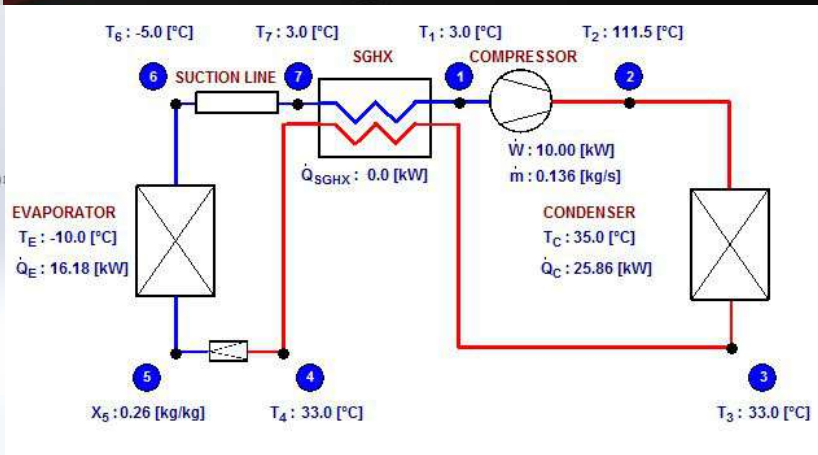 T6 : -5.0 [°C]
T7 : 3.0 [°C]
T1 : 3.0 [°C]
T2 : 111.5 [°C]
SGHX
COMPRESSOR
6
SUCTION LINE
7
1
2
Ẇ : 10.00 [kW]
ṁ : 0.136 [kg/s]
Q̇SGHX : 0.0 [kW]
EVAPORATOR
TE : -10.0 [°C]
Q̇E : 16.18 [kW]
CONDENSER
TC : 35.0 [°C]
Q̇C : 25.86 [kW]
5
4
3
X5 : 0.26 [kg/kg]
T4 : 33.0 [°C]
T3 : 33.0 [°C]